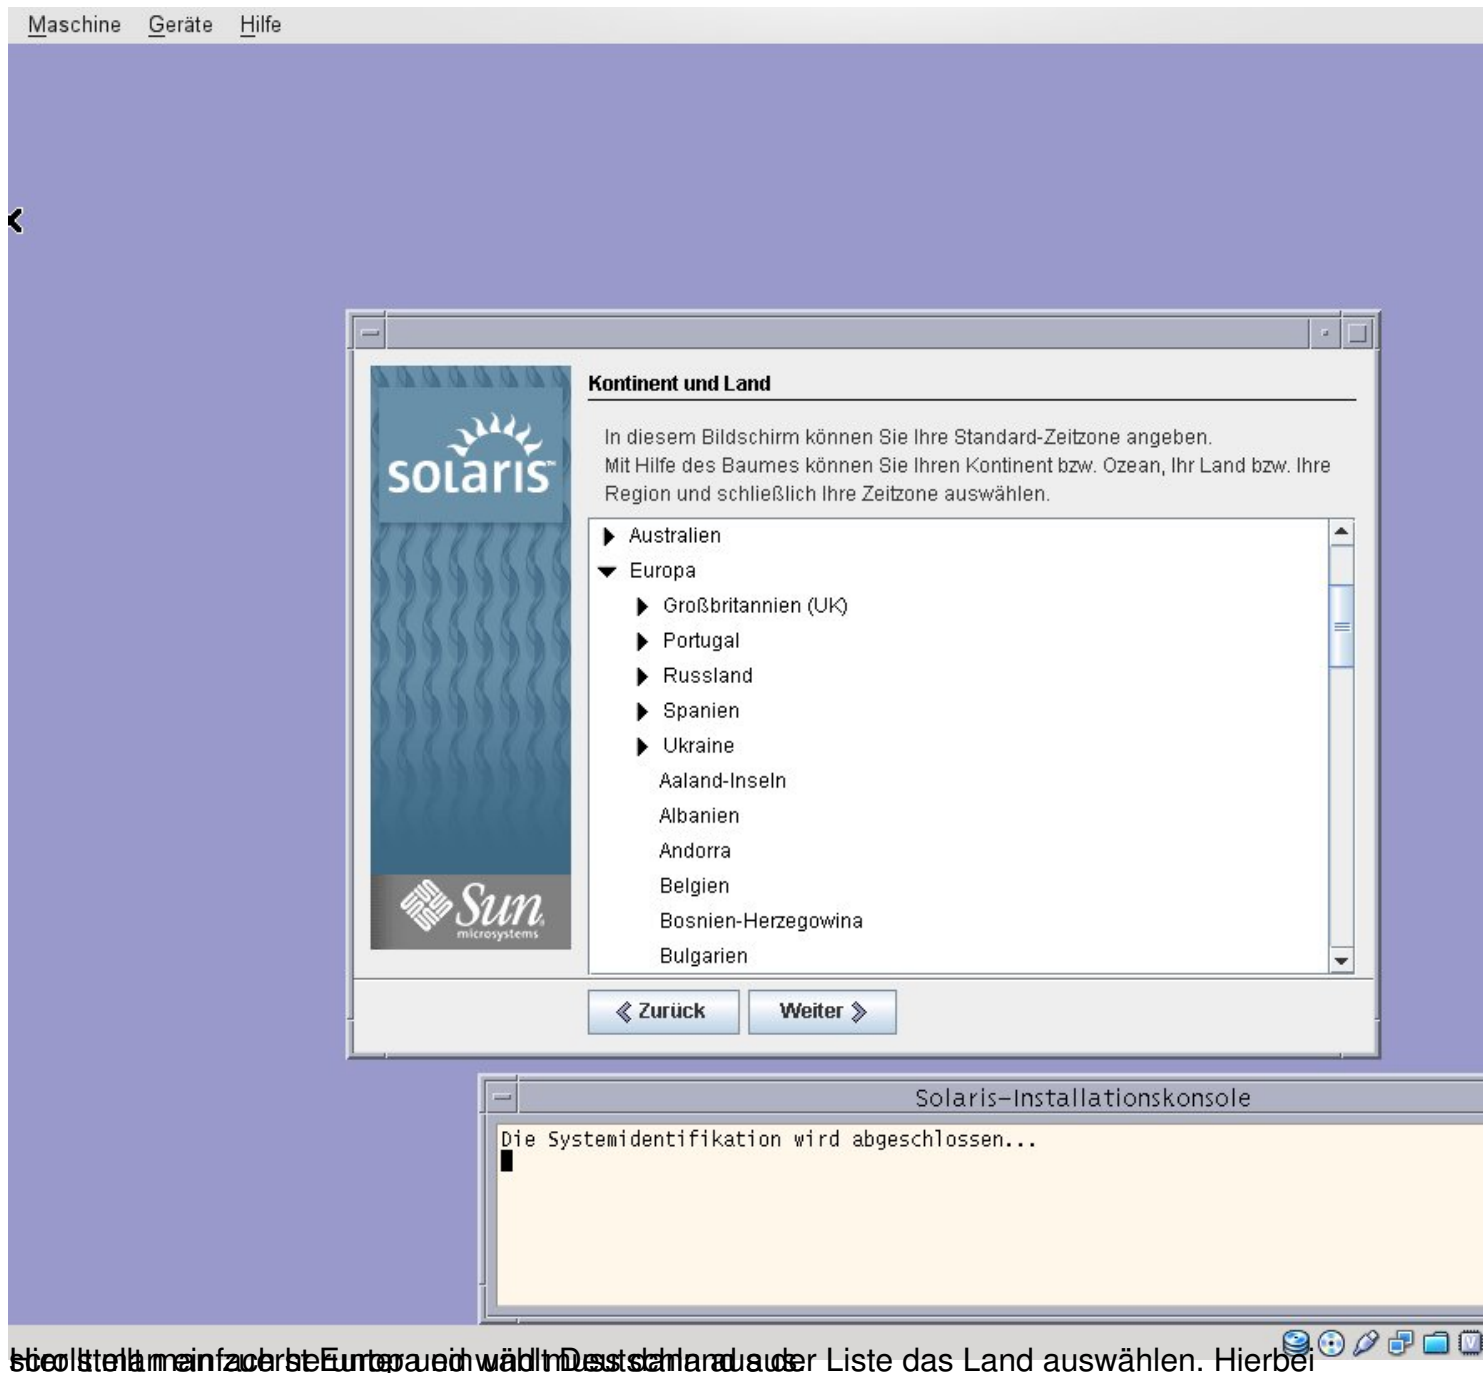 Maschine Geräte Hilfe
Kontinent und Land
solaris™
In diesem Bildschirm können Sie Ihre Standard-Zeitzone angeben.
Mit Hilfe des Baumes können Sie Ihren Kontinent bzw. Ozean, Ihr Land bzw. Ihre
Region und schließlich Ihre Zeitzone auswählen.
Australien
Europa
Großbritannien (UK)
Portugal
Russland
Spanien
Ukraine
Aaland-Inseln
Albanien
Andorra
Belgien
Bosnien-Herzegowina
Bulgarien
Sun
microsystems
Zurück Weiter
Solaris-Installationskonsole
Die Systemidentifikation wird abgeschlossen...
der Liste das Land auswählen. Hierbei